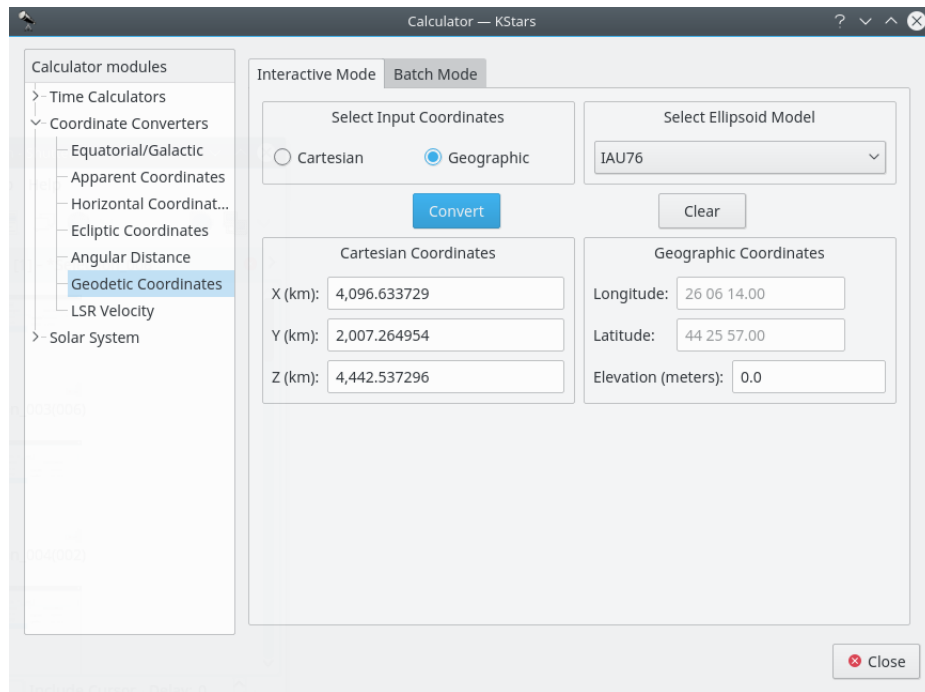 Calculator — KStars
Calculator modules
Time Calculators
Coordinate Converters
Equatorial/Galactic
Apparent Coordinates
Horizontal Coordinat...
Ecliptic Coordinates
Angular Distance
Geodetic Coordinates
LSR Velocity
Solar System
Interactive Mode Batch Mode
Select Input Coordinates
Cartesian Geographic
Select Ellipsoid Model
IAU76
Convert Clear
Cartesian Coordinates
X (km): 4,096.633729
Y (km): 2,007.264954
Z (km): 4,442.537296
Geographic Coordinates
Longitude: 26 06 14.00
Latitude: 44 25 57.00
Elevation (meters): 0.0
Close